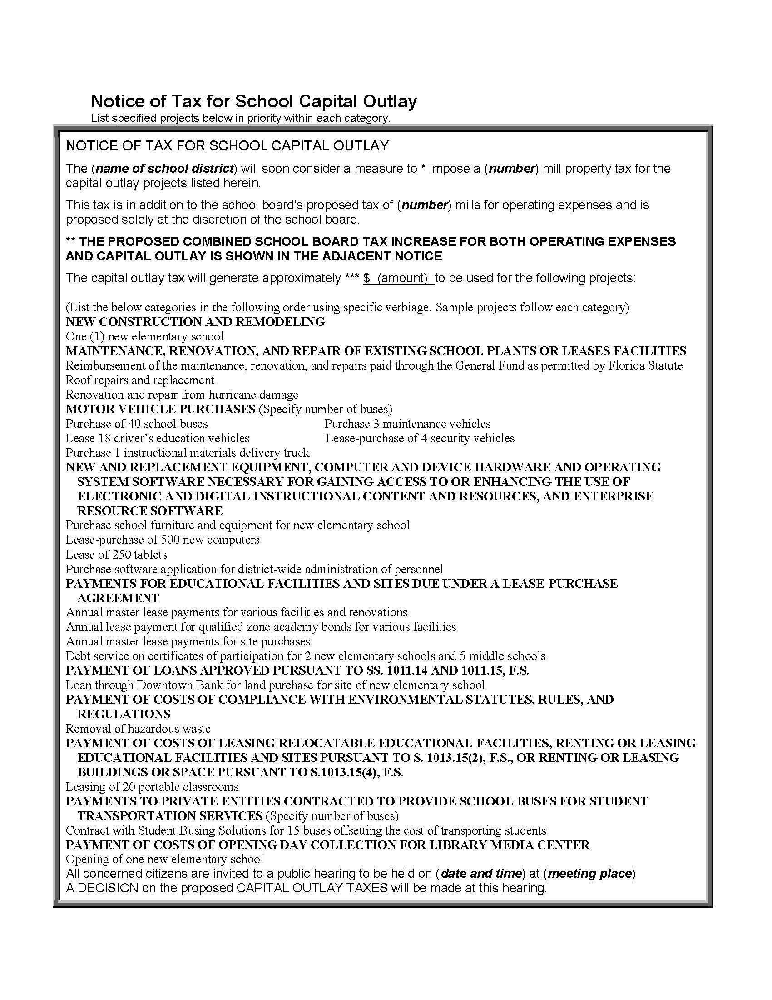 Notice of Tax for School Capital Outlay
List specified projects below in priority within each category.
NOTICE OF TAX FOR SCHOOL CAPITAL OUTLAY
The (name of school district) will soon consider a measure to * impose a (number) mill property tax for the
capital outlay projects listed herein.
This tax is in addition to the school board's proposed tax of (number) mills for operating expenses and is
proposed solely at the discretion of the school board.
** THE PROPOSED COMBINED SCHOOL BOARD TAX INCREASE FOR BOTH OPERATING EXPENSES
AND CAPITAL OUTLAY IS SHOWN IN THE ADJACENT NOTICE
The capital outlay tax will generate approximately *** $ (amount) to be used for the following projects:
(List the below categories in the following order using specific verbiage. Sample projects follow each category)
NEW CONSTRUCTION AND REMODELING
One (1) new elementary school
MAINTENANCE, RENOVATION, AND REPAIR OF EXISTING SCHOOL PLANTS OR LEASES FACILITIES
Reimbursement of the maintenance, renovation, and repairs paid through the General Fund as permitted by Florida Statute
Roof repairs and replacement
Renovation and repair from hurricane damage
MOTOR VEHICLE PURCHASES (Specify number of buses)
Purchase of 40 school buses Purchase 3 maintenance vehicles
Lease 18 driver’s education vehicles Lease-purchase of 4 security vehicles
Purchase 1 instructional materials delivery truck
NEW AND REPLACEMENT EQUIPMENT, COMPUTER AND DEVICE HARDWARE AND OPERATING
SYSTEM SOFTWARE NECESSARY FOR GAINING ACCESS TO OR ENHANCING THE USE OF
ELECTRONIC AND DIGITAL INSTRUCTIONAL CONTENT AND RESOURCES, AND ENTERPRISE
RESOURCE SOFTWARE
Purchase school furniture and equipment for new elementary school
Lease-purchase of 500 new computers
Lease of 250 tablets
Purchase software application for district-wide administration of personnel
PAYMENTS FOR EDUCATIONAL FACILITIES AND SITES DUE UNDER A LEASE-PURCHASE
AGREEMENT
Annual master lease payments for various facilities and renovations
Annual lease payment for qualified zone academy bonds for various facilities
Annual master lease payments for site purchases
Debt service on certificates of participation for 2 new elementary schools and 5 middle schools
PAYMENT OF LOANS APPROVED PURSUANT TO SS. 1011.14 AND 1011.15, F.S.
Loan through Downtown Bank for land purchase for site of new elementary school
PAYMENT OF COSTS OF COMPLIANCE WITH ENVIRONMENTAL STATUTES, RULES, AND
REGULATIONS
Removal of hazardous waste
PAYMENT OF COSTS OF LEASING RELOCATABLE EDUCATIONAL FACILITIES, RENTING OR LEASING
EDUCATIONAL FACILITIES AND SITES PURSUANT TO S. 1013.15(2), F.S., OR RENTING OR LEASING
BUILDINGS OR SPACE PURSUANT TO S.1013.15(4), F.S.
Leasing of 20 portable classrooms
PAYMENTS TO PRIVATE ENTITIES CONTRACTED TO PROVIDE SCHOOL BUSES FOR STUDENT
TRANSPORTATION SERVICES (Specify number of buses)
Contract with Student Busing Solutions for 15 buses offsetting the cost of transporting students
PAYMENT OF COSTS OF OPENING DAY COLLECTION FOR LIBRARY MEDIA CENTER
Opening of one new elementary school
All concerned citizens are invited to a public hearing to be held on (date and time) at (meeting place)
A DECISION on the proposed CAPITAL OUTLAY TAXES will be made at this hearing.